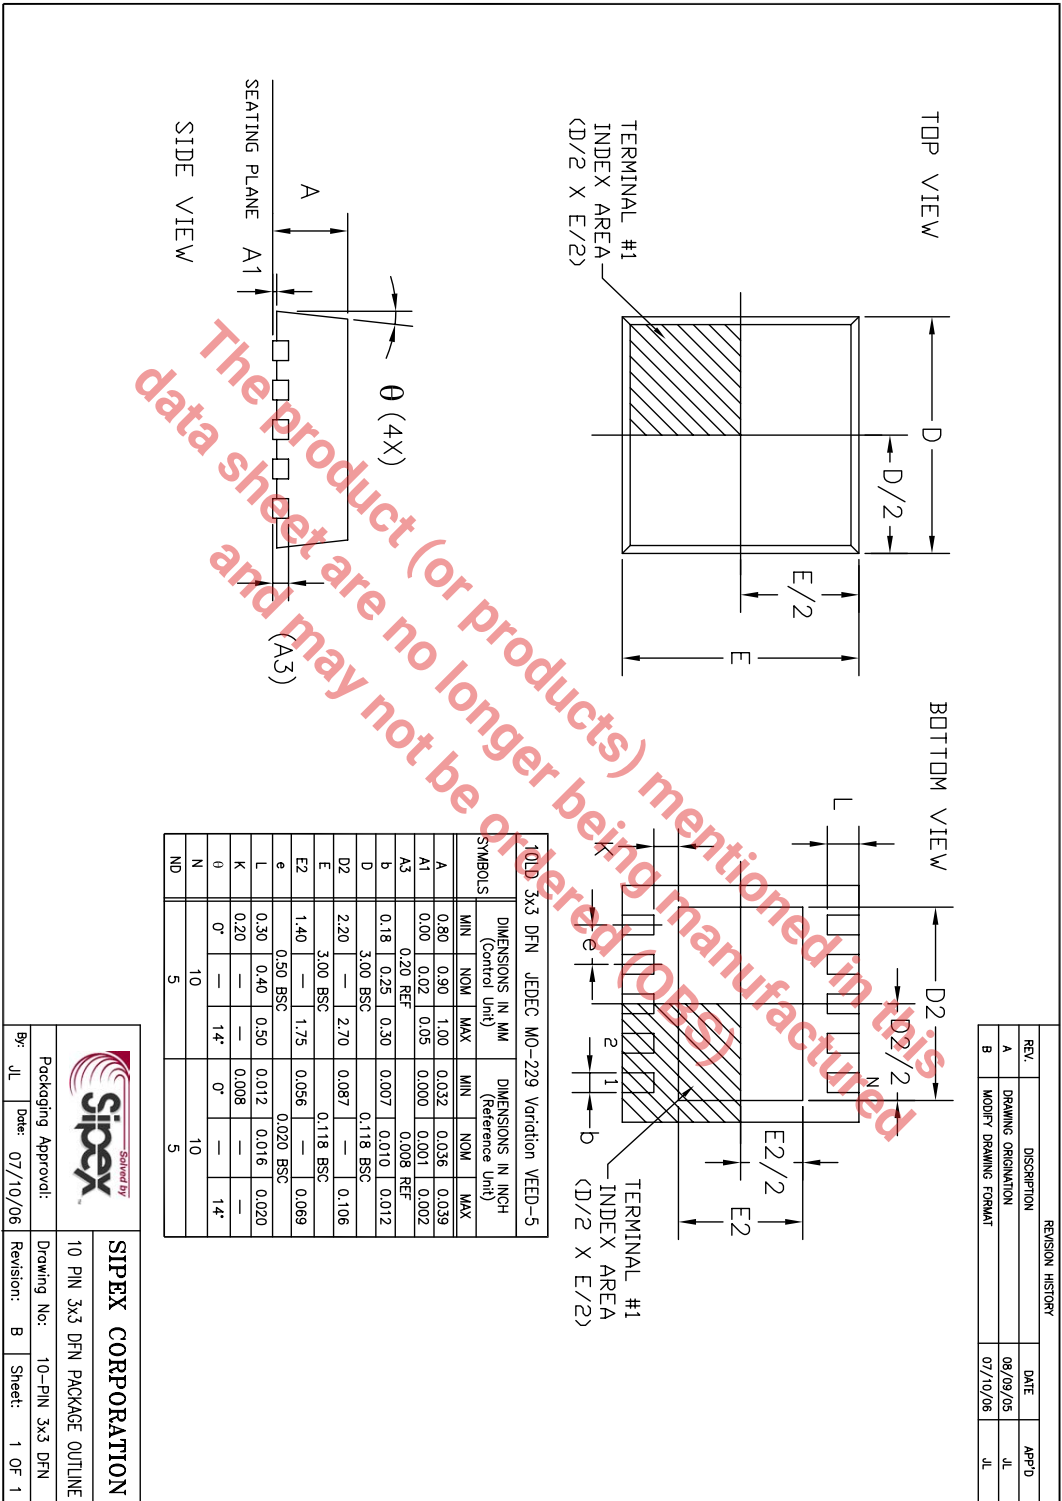 REVISION HISTORY
REV. DISCRIPTION DATE APP'D
A DRAWING ORIGINATION 08/09/05 JL
B MODIFY DRAWING FORMAT 07/10/06 JL
TOP VIEW
D
D/2
E/2
E
TERMINAL #1
INDEX AREA
(D/2 X E/2)
BOTTOM VIEW
D2
D2/2
L
N
E2/2
E2
K
e
2
1
b
TERMINAL #1
INDEX AREA
(D/2 X E/2)
θ (4X)
A
(A3)
SEATING PLANE
A1
SIDE VIEW
10LD 3x3 DFN JEDEC MO-229 Variation VEED-5
SYMBOLS
DIMENSIONS IN MM
(Control Unit)
DIMENSIONS IN INCH
(Reference Unit)
MIN NOM MAX MIN NOM MAX
A 0.80 0.90 1.00 0.032 0.036 0.039
A1 0.00 0.02 0.05 0.000 0.001 0.002
A3 0.20 REF 0.008 REF
b 0.18 0.25 0.30 0.007 0.010 0.012
D 3.00 BSC 0.118 BSC
D2 2.20 — 2.70 0.087 — 0.106
E 3.00 BSC 0.118 BSC
E2 1.40 — 1.75 0.056 — 0.069
e 0.50 BSC 0.020 BSC
L 0.30 0.40 0.50 0.012 0.016 0.020
K 0.20 — — 0.008 — —
θ 0° — 14° 0° — 14°
N 10 10
ND 5 5
The product (or products) mentioned in this
data sheet are no longer being manufactured
and may not be ordered (OBS)
Solved by
Sipex
™
SIPEX CORPORATION
10 PIN 3x3 DFN PACKAGE OUTLINE
Packaging Approval:
Drawing No: 10-PIN 3x3 DFN
By: JL Date: 07/10/06 Revision: B Sheet: 1 OF 1